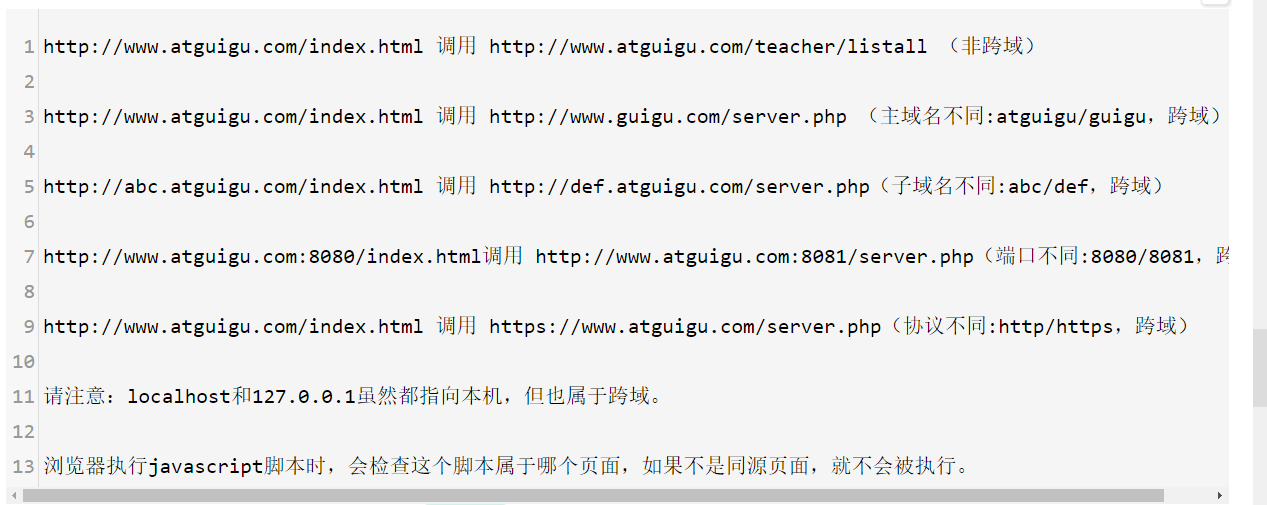 1 http://www.atguigu.com/index.html 调用 http://www.atguigu.com/teacher/listall （非跨域）
2
3 http://www.atguigu.com/index.html 调用 http://www.guigu.com/server.php （主域名不同:atguigu/guigu，跨域）
4
5 http://abc.atguigu.com/index.html 调用 http://def.atguigu.com/server.php（子域名不同:abc/def，跨域）
6
7 http://www.atguigu.com:8080/index.html调用 http://www.atguigu.com:8081/server.php（端口不同:8080/8081，跨
8
9 http://www.atguigu.com/index.html 调用 https://www.atguigu.com/server.php（协议不同:http/https，跨域）
10
11 请注意：localhost和127.0.0.1虽然都指向本机，但也属于跨域。
12
13 浏览器执行javascript脚本时，会检查这个脚本属于哪个页面，如果不是同源页面，就不会被执行。